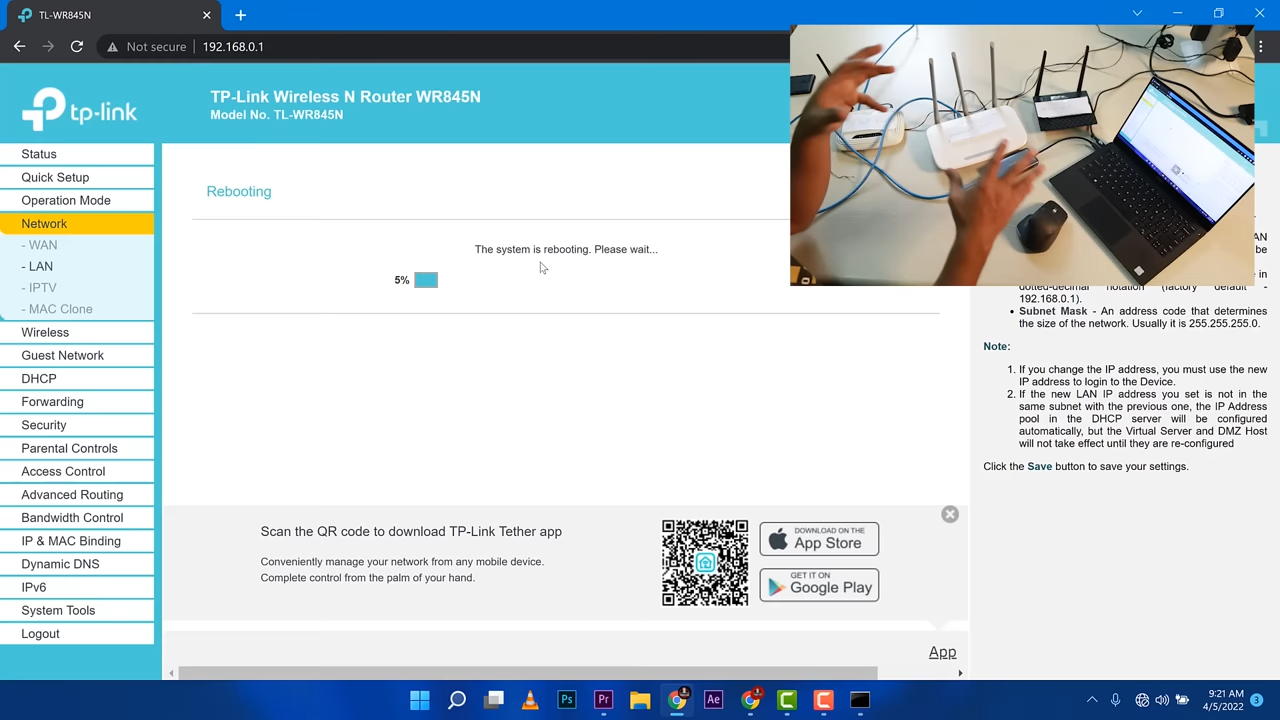 TL-WR845N
Not secure
192.168.0.1
tp-link
TP-Link Wireless N Router WR845N
Model No. TL-WR845N
Status
Quick Setup
Operation Mode
Network
- WAN
- LAN
- IPTV
- MAC Clone
Wireless
Guest Network
DHCP
Forwarding
Security
Parental Controls
Access Control
Advanced Routing
Bandwidth Control
IP & MAC Binding
Dynamic DNS
IPv6
System Tools
Logout
Rebooting
The system is rebooting. Please wait...
5%
AN
be
in
dotted-decimal notation (factory default -
192.168.0.1).
• Subnet Mask - An address code that determines
the size of the network. Usually it is 255.255.255.0.
Note:
1. If you change the IP address, you must use the new
IP address to login to the Device.
2. If the new LAN IP address you set is not in the
same subnet with the previous one, the IP Address
pool in the DHCP server will be configured
automatically, but the Virtual Server and DMZ Host
will not take effect until they are re-configured
Click the Save button to save your settings.
Scan the QR code to download TP-Link Tether app
Conveniently manage your network from any mobile device.
Complete control from the palm of your hand.
DOWNLOAD ON THE
App Store
GET IT ON
Google Play
App
Ps
Pr
Ae
9:21 AM
4/5/2022
3